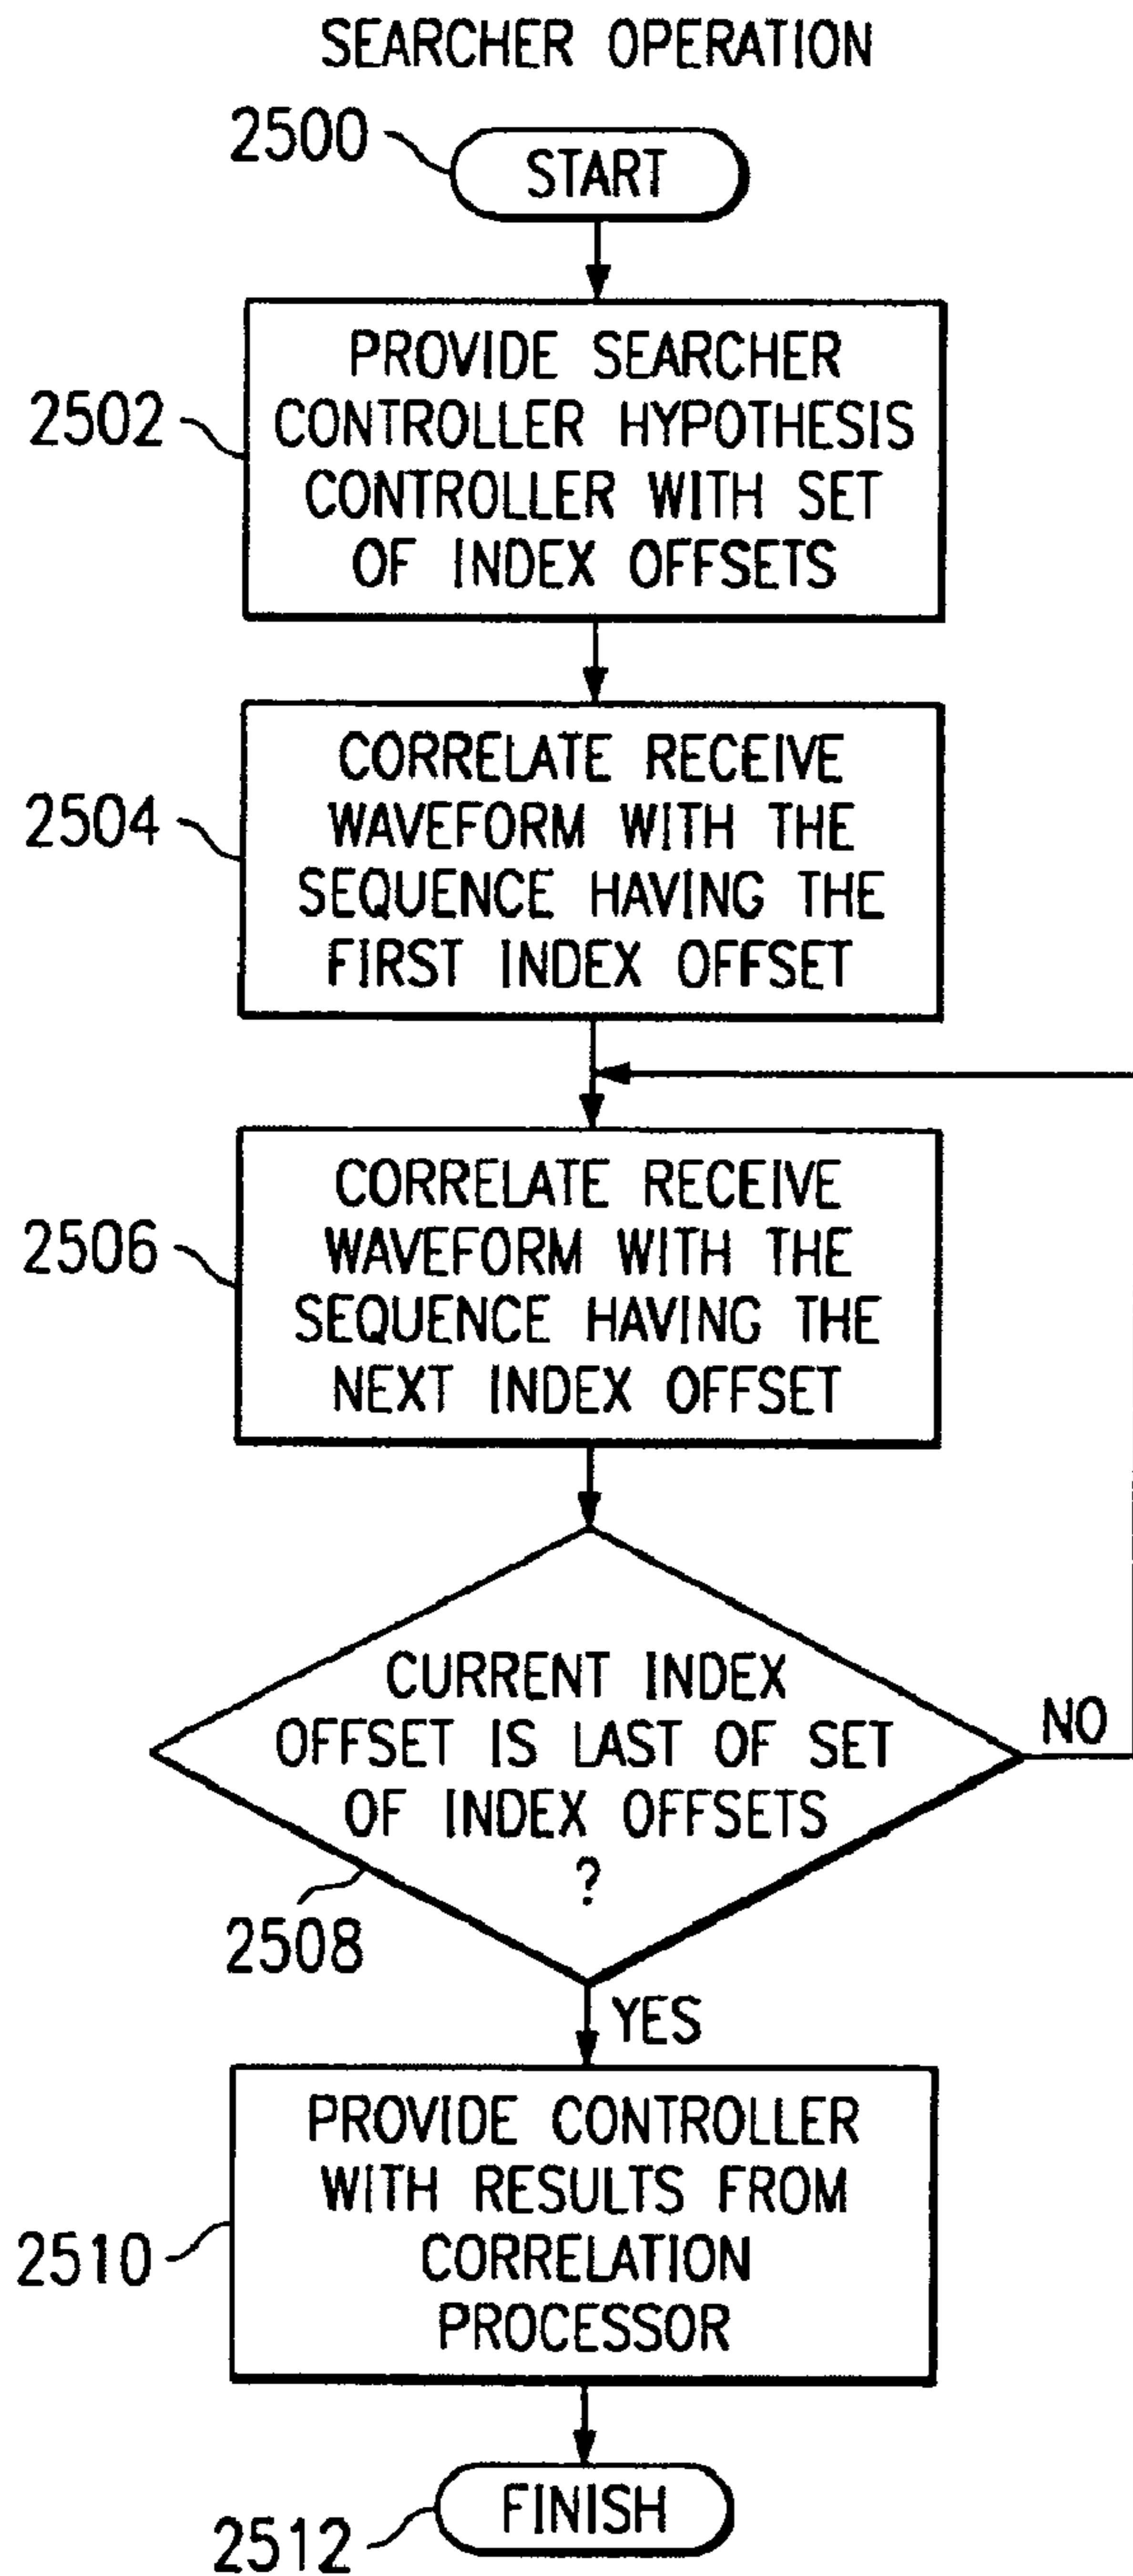 SEARCHER OPERATION
2500
START
2502
PROVIDE SEARCHER
CONTROLLER HYPOTHESIS
CONTROLLER WITH SET
OF INDEX OFFSETS
2504
CORRELATE RECEIVE
WAVEFORM WITH THE
SEQUENCE HAVING THE
FIRST INDEX OFFSET
2506
CORRELATE RECEIVE
WAVEFORM WITH THE
SEQUENCE HAVING THE
NEXT INDEX OFFSET
CURRENT INDEX
OFFSET IS LAST OF SET
OF INDEX OFFSETS
?
NO
2508
YES
2510
PROVIDE CONTROLLER
WITH RESULTS FROM
CORRELATION
PROCESSOR
2512
FINISH